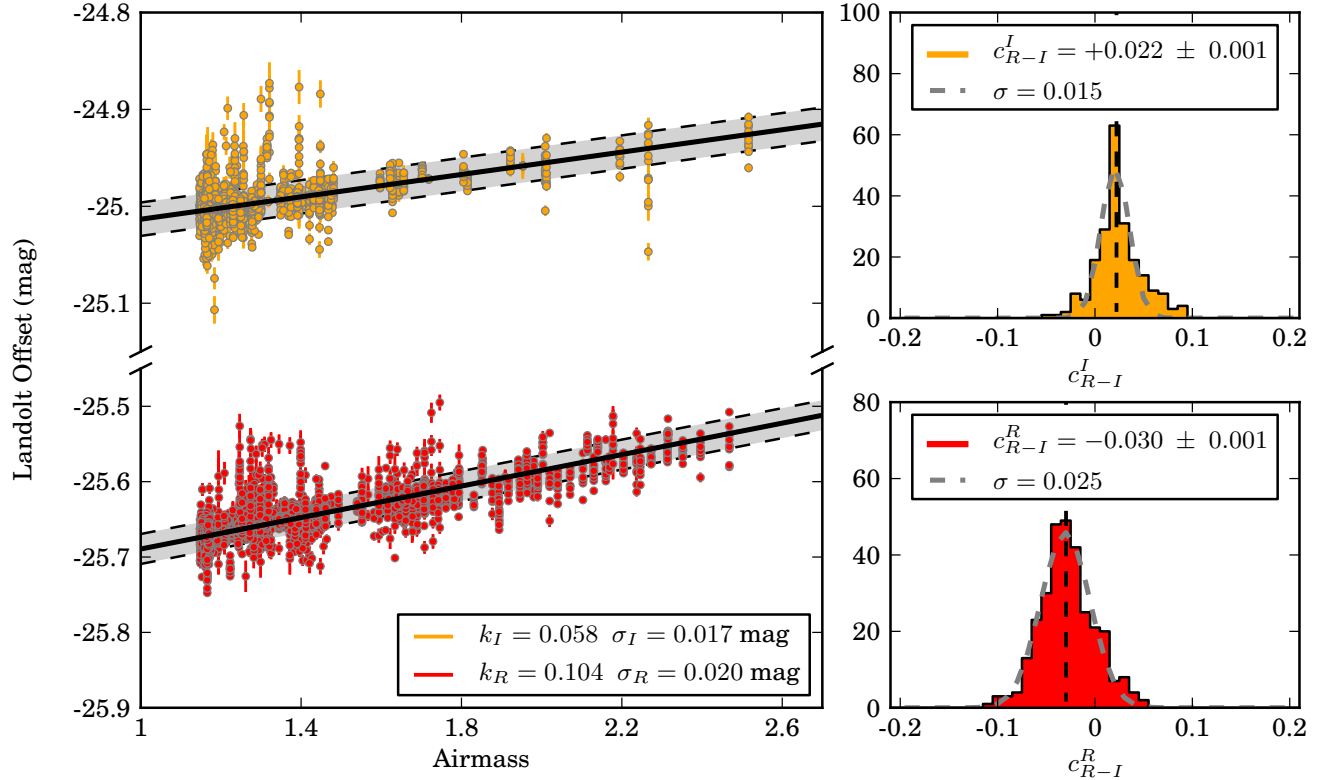 Landolt Offset (mag)
-24.8
-24.9
-25.
-25.1
-25.5
-25.6
-25.7
-25.8
-25.9
k_I = 0.058 σ_I = 0.017 mag
k_R = 0.104 σ_R = 0.020 mag
1 1.4 1.8 2.2 2.6
Airmass
100
80
60
40
20
0
c^I_{R−I} = +0.022 ± 0.001
σ = 0.015
-0.2 -0.1 0 0.1 0.2
c^I_{R−I}
80
70
60
50
40
30
20
10
0
c^R_{R−I} = −0.030 ± 0.001
σ = 0.025
-0.2 -0.1 0 0.1 0.2
c^R_{R−I}